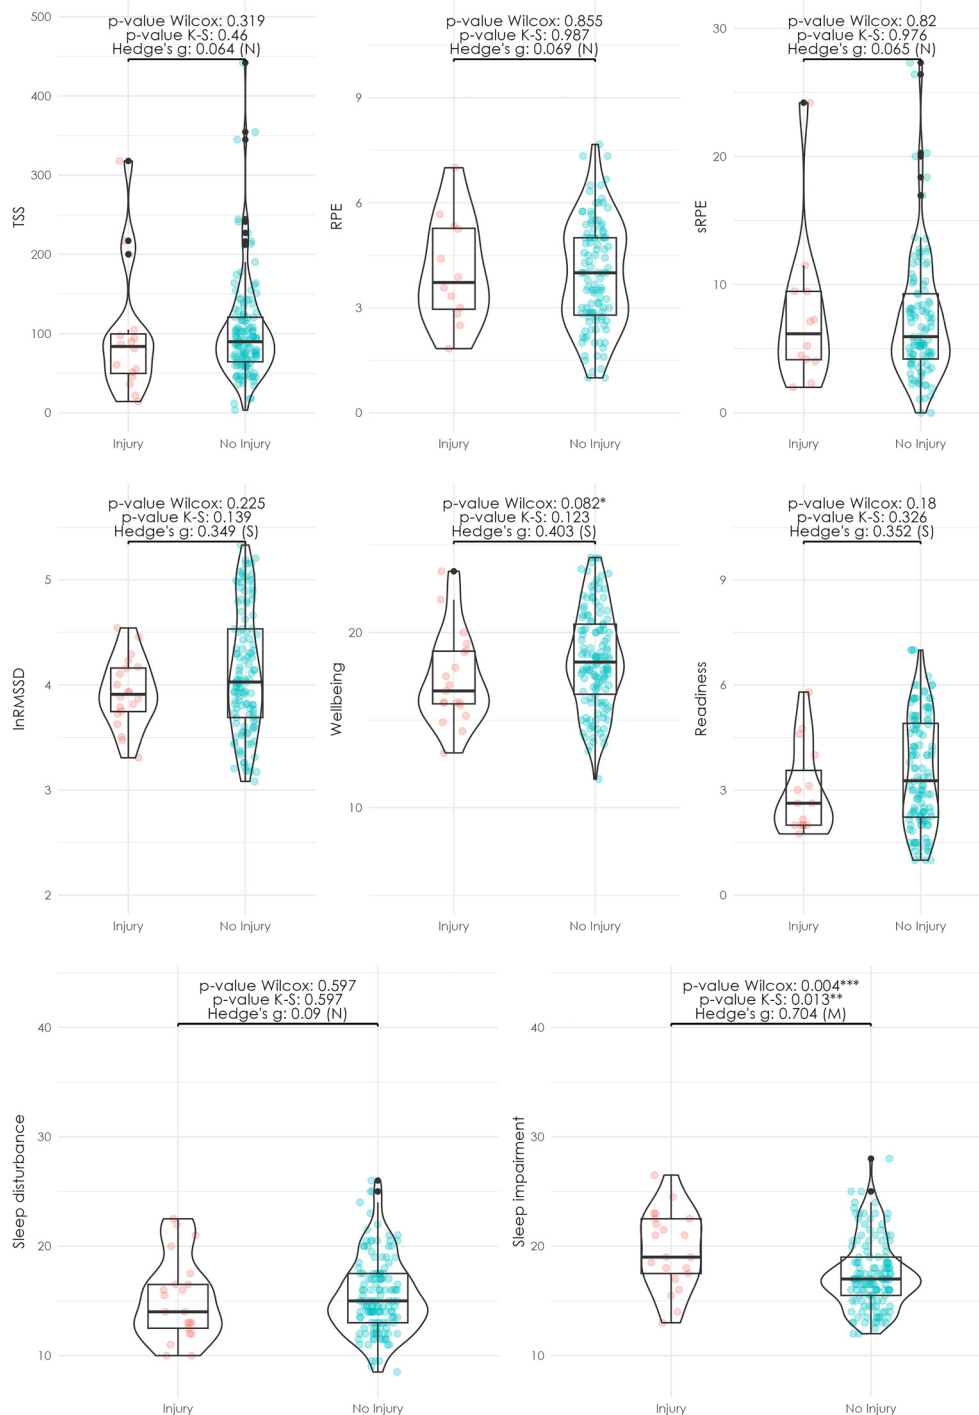 p-value Wilcox: 0.319
p-value K-S: 0.46
Hedge's g: 0.064 (N)
500
400
300
200
100
0
TSS
Injury
No Injury
p-value Wilcox: 0.855
p-value K-S: 0.987
Hedge's g: 0.069 (N)
9
6
3
0
RPE
p-value Wilcox: 0.82
p-value K-S: 0.976
Hedge's g: 0.065 (N)
30
20
10
0
sRPE
Injury
No Injury
Injury
No Injury
p-value Wilcox: 0.225
p-value K-S: 0.139
Hedge's g: 0.349 (S)
5
4
3
2
lnRMSSD
Injury
No Injury
p-value Wilcox: 0.082*
p-value K-S: 0.123
Hedge's g: 0.403 (S)
20
10
Wellbeing
Injury
No Injury
p-value Wilcox: 0.18
p-value K-S: 0.326
Hedge's g: 0.352 (S)
9
6
3
0
Readiness
Injury
No Injury
p-value Wilcox: 0.597
p-value K-S: 0.597
Hedge's g: 0.09 (N)
40
30
20
10
Sleep disturbance
Injury
No Injury
p-value Wilcox: 0.004***
p-value K-S: 0.013**
Hedge's g: 0.704 (M)
40
30
20
10
Sleep impairment
Injury
No Injury